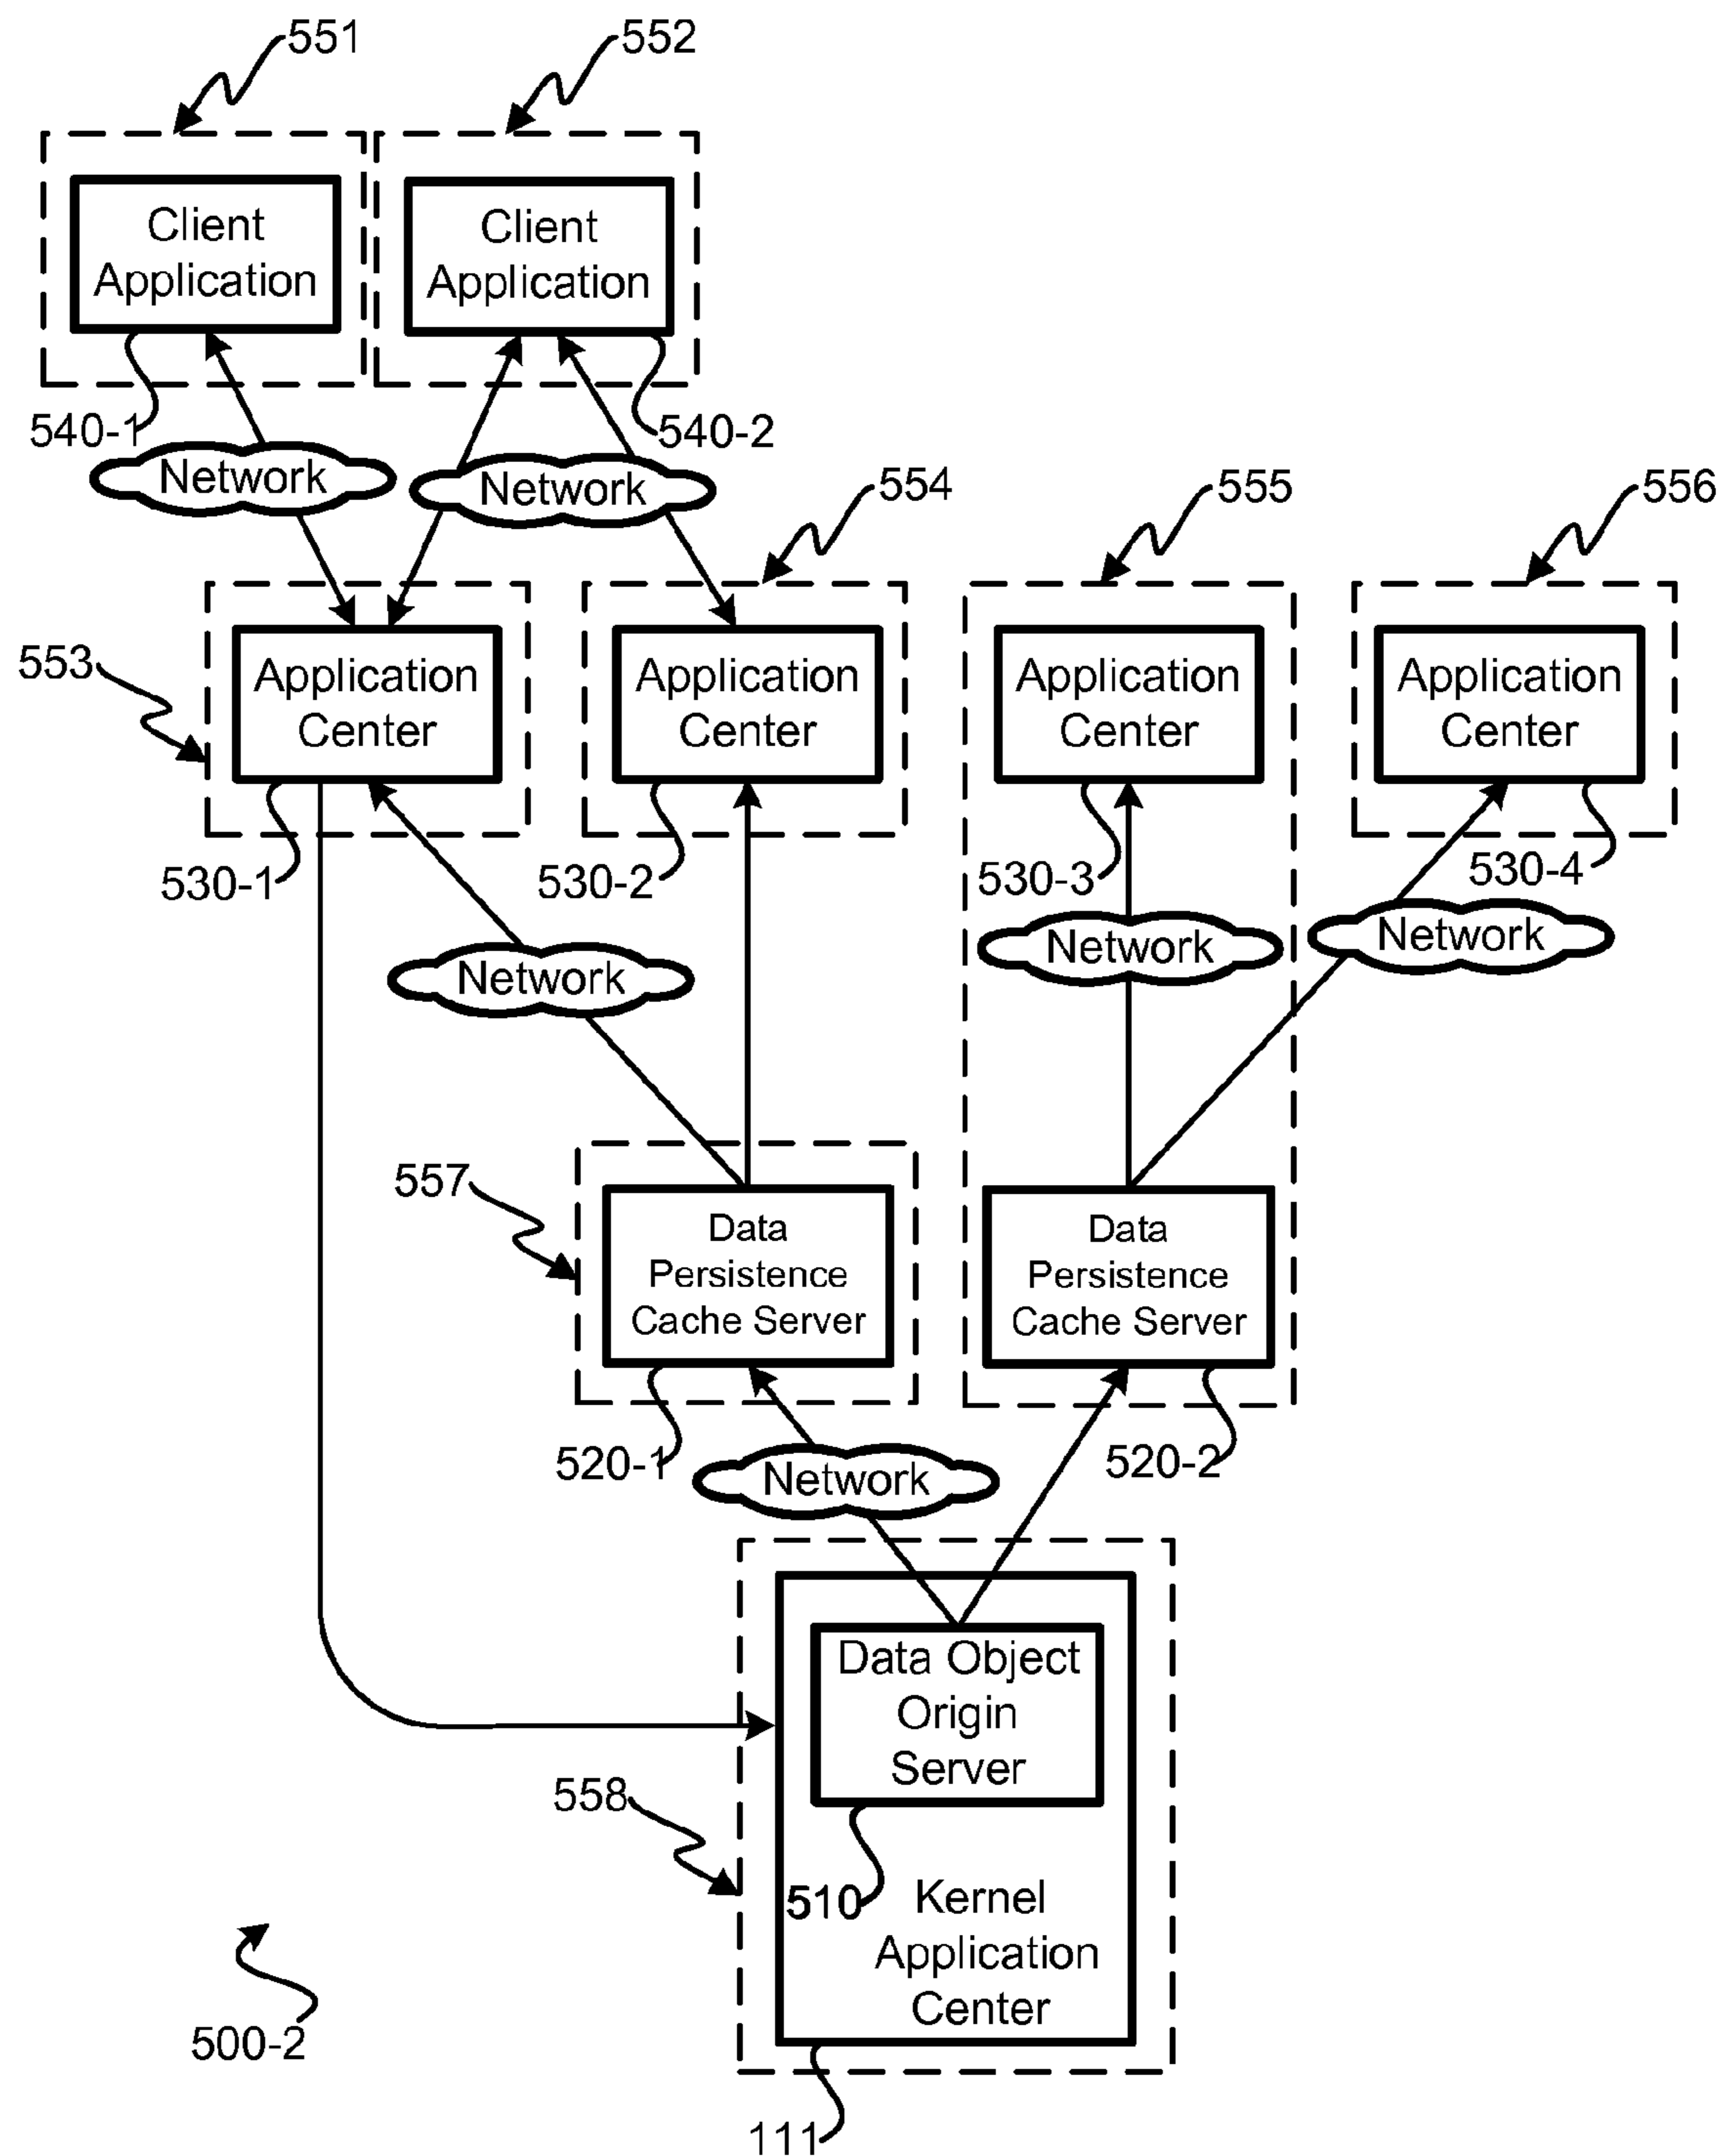 551
552
Client
Application
Client
Application
540-1
540-2
Network
Network
554
555
556
553
Application
Center
Application
Center
Application
Center
Application
Center
530-1
530-2
530-3
530-4
Network
Network
Network
557
Data
Persistence
Cache Server
Data
Persistence
Cache Server
520-1
520-2
Network
Data Object
Origin
Server
558
510
Kernel
Application
Center
500-2
111